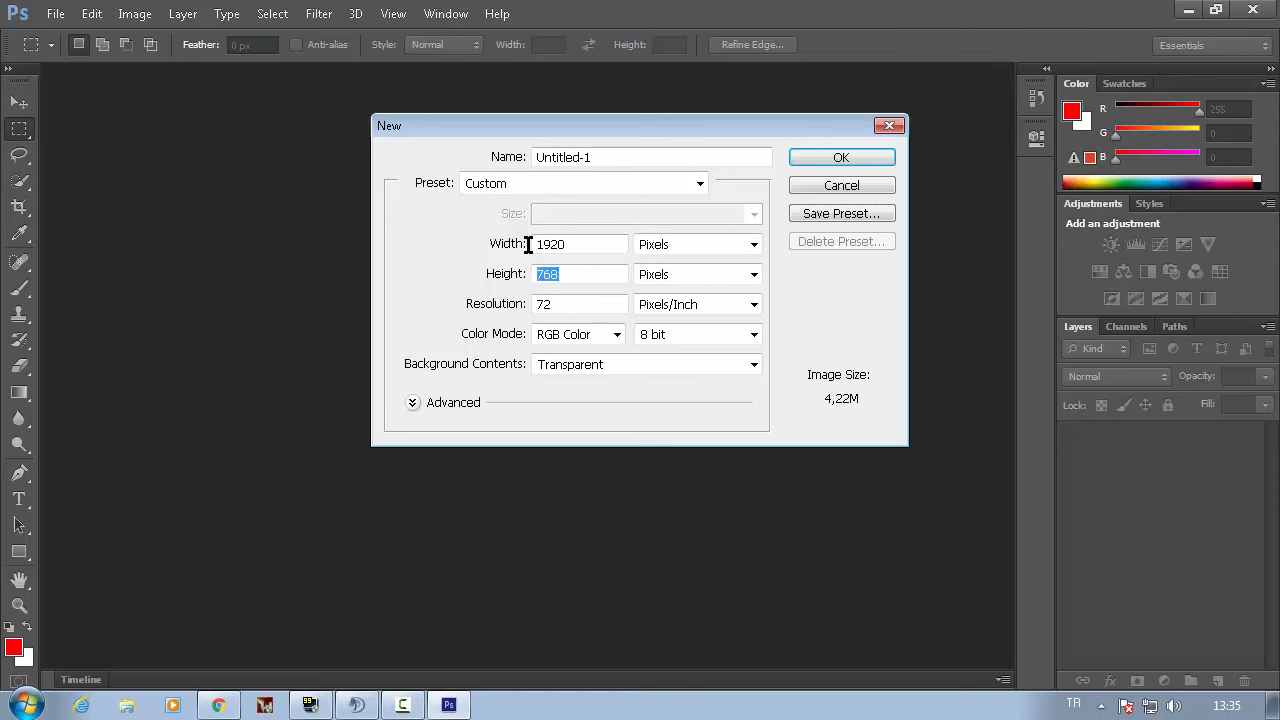 Ps File Edit Image Layer Type Select Filter 3D View Window Help
Feather: 0 px Anti-alias Style: Normal Width: Height: Refine Edge... Essentials
Color Swatches
R 255
G 0
B 0
Adjustments Styles
Add an adjustment
Layers Channels Paths
Kind
Normal Opacity:
Lock: Fill:
New
Name: Untitled-1 OK
Preset: Custom Cancel
Size: Save Preset...
Width: 1920 Pixels Delete Preset...
Height: 768 Pixels
Resolution: 72 Pixels/Inch
Color Mode: RGB Color 8 bit
Background Contents: Transparent
Image Size:
4,22M
Advanced
Timeline
99
TR 13:35